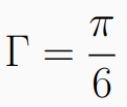 Γ = π/6